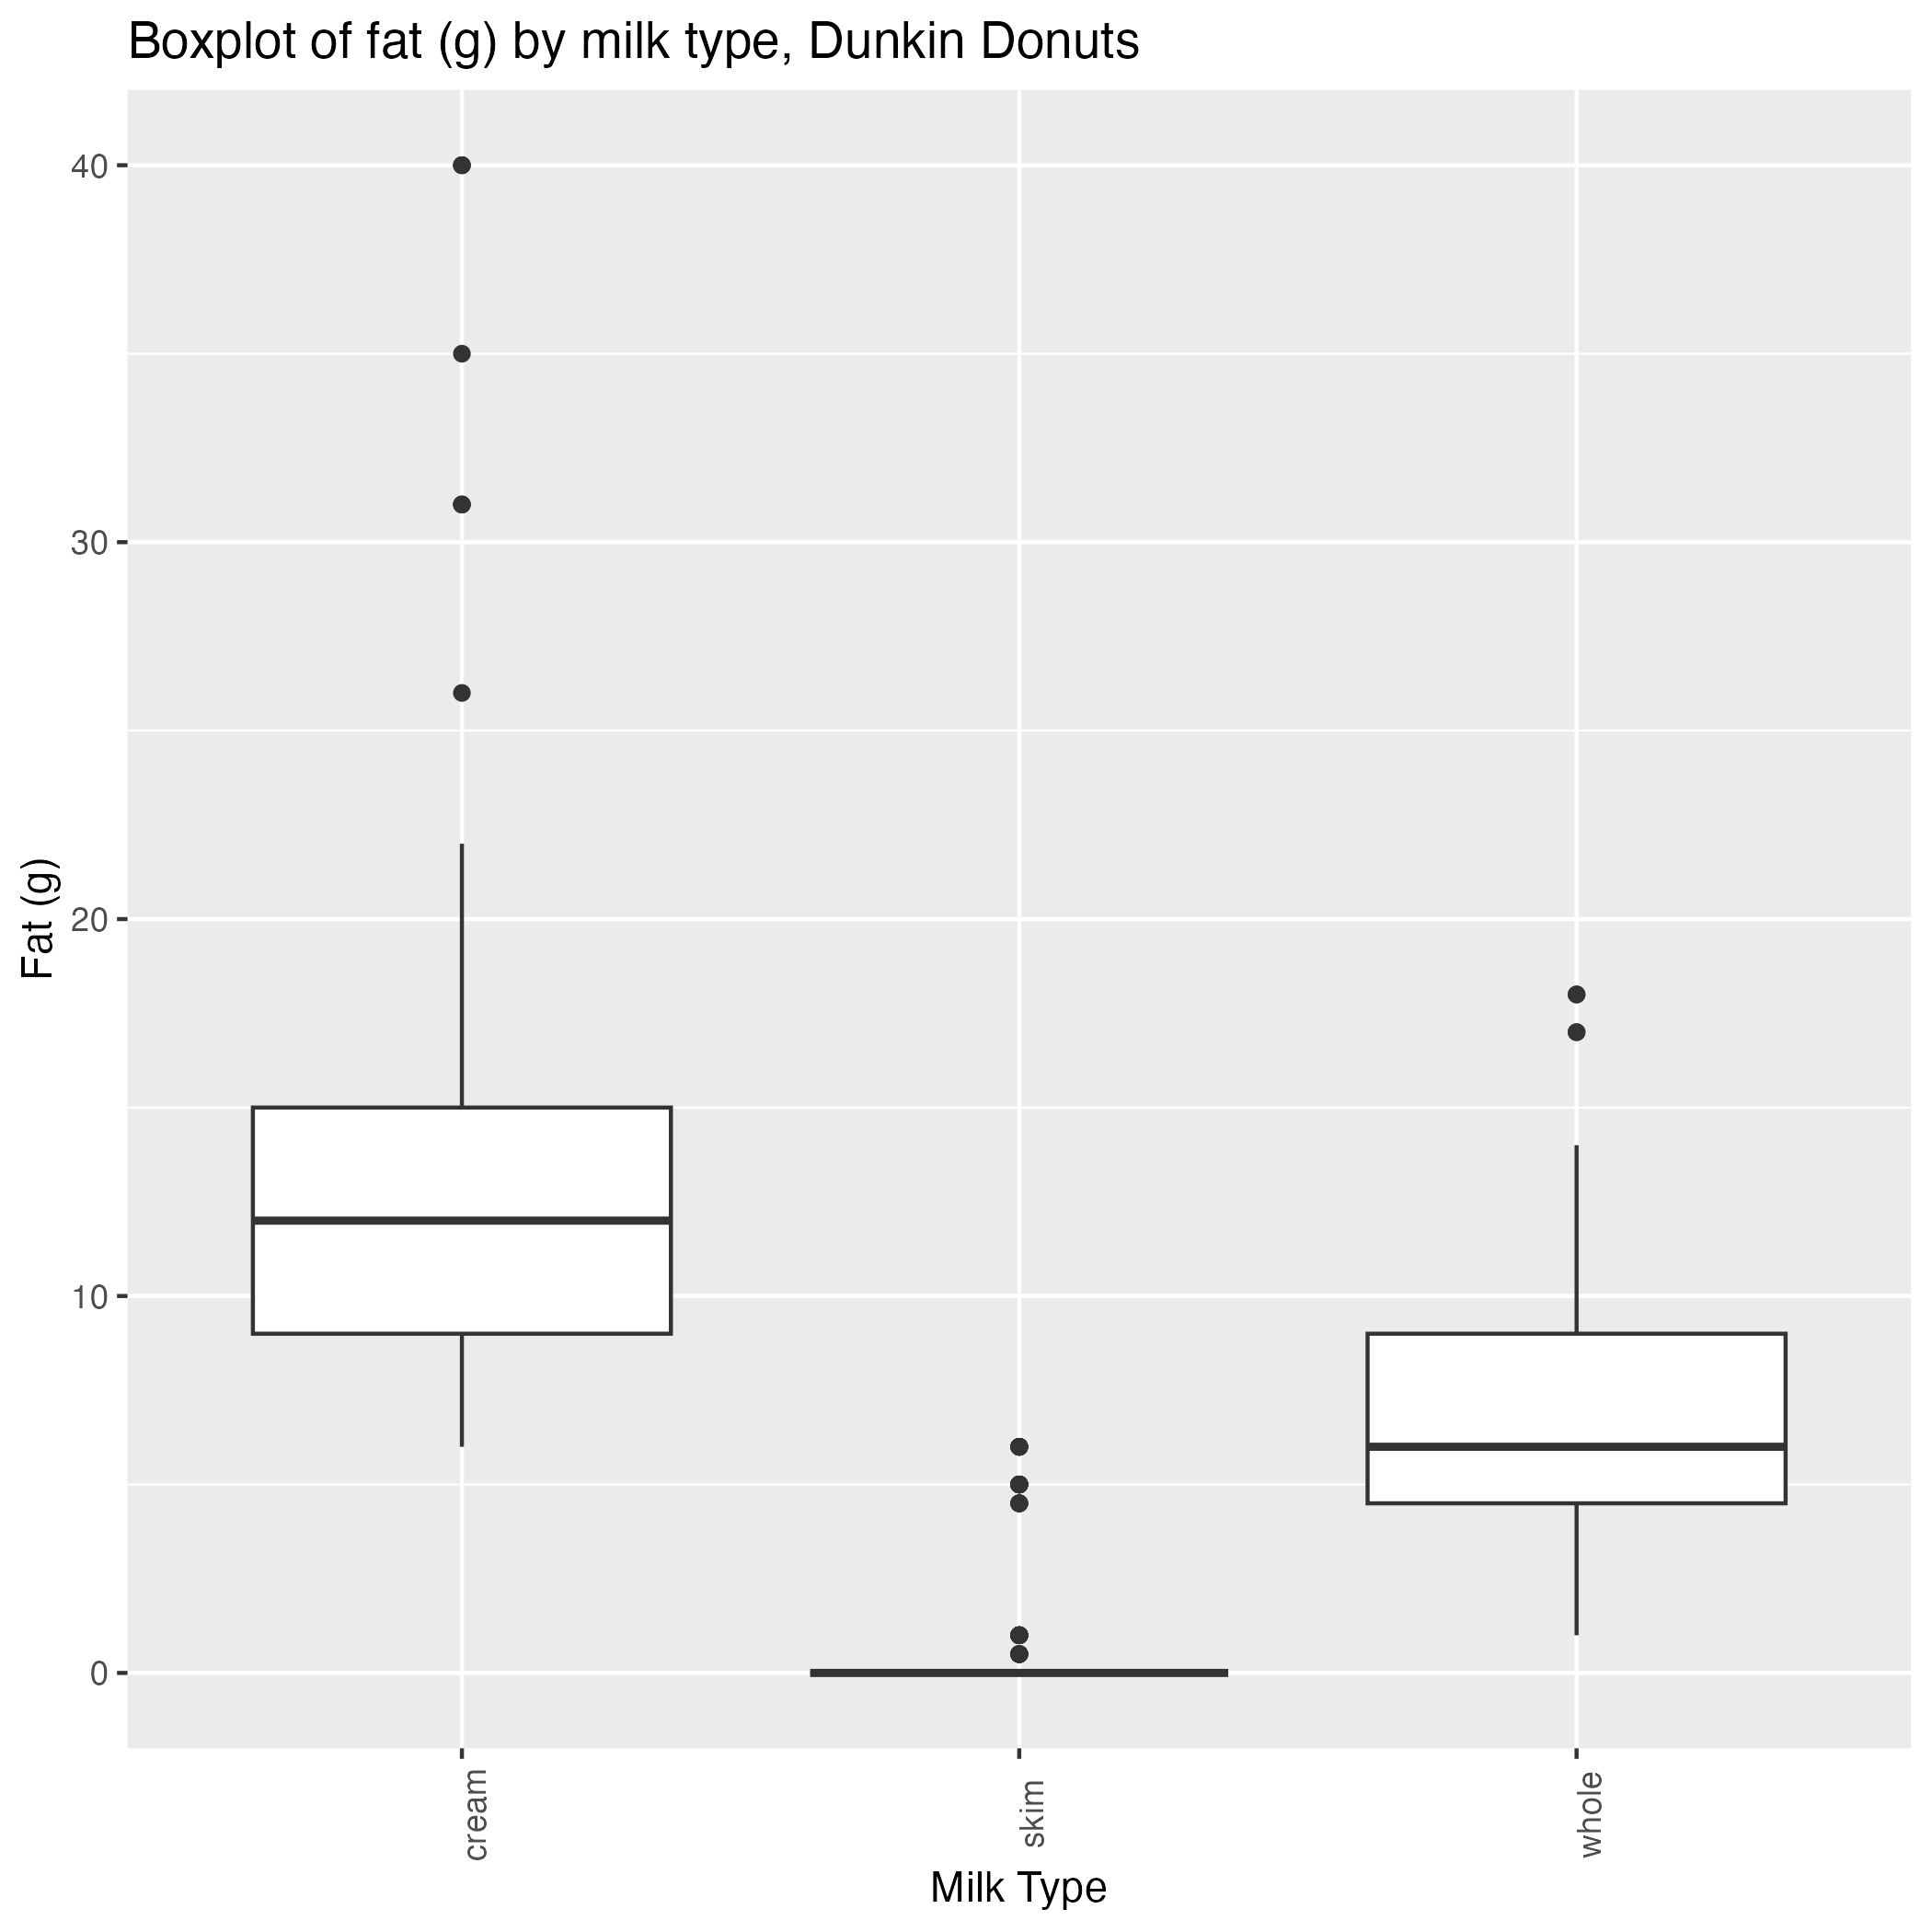 Boxplot of fat (g) by milk type, Dunkin Donuts
Fat (g)
40
30
20
10
0
cream
skim
whole
Milk Type